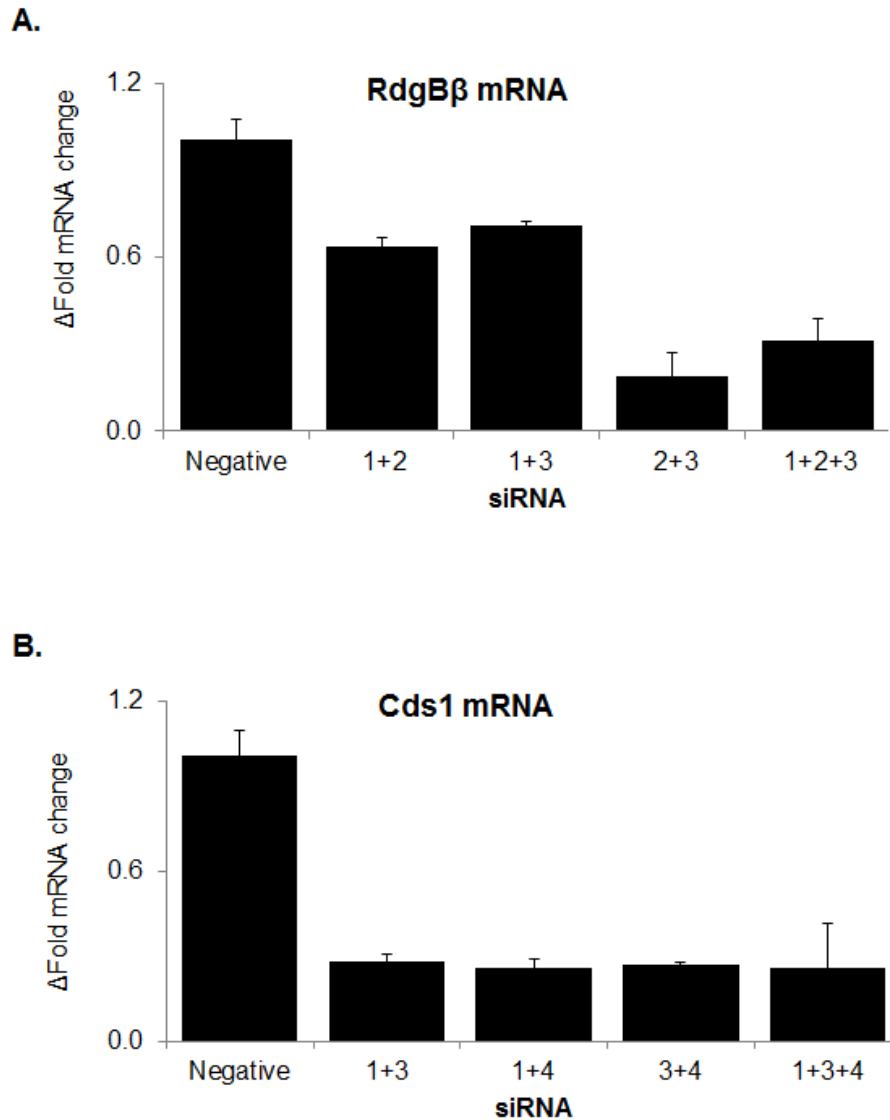 A.
RdgBβ mRNA
ΔFold mRNA change
1.2
0.6
0.0
Negative 1+2 1+3 2+3 1+2+3
siRNA
B.
Cds1 mRNA
ΔFold mRNA change
1.2
0.6
0.0
Negative 1+3 1+4 3+4 1+3+4
siRNA